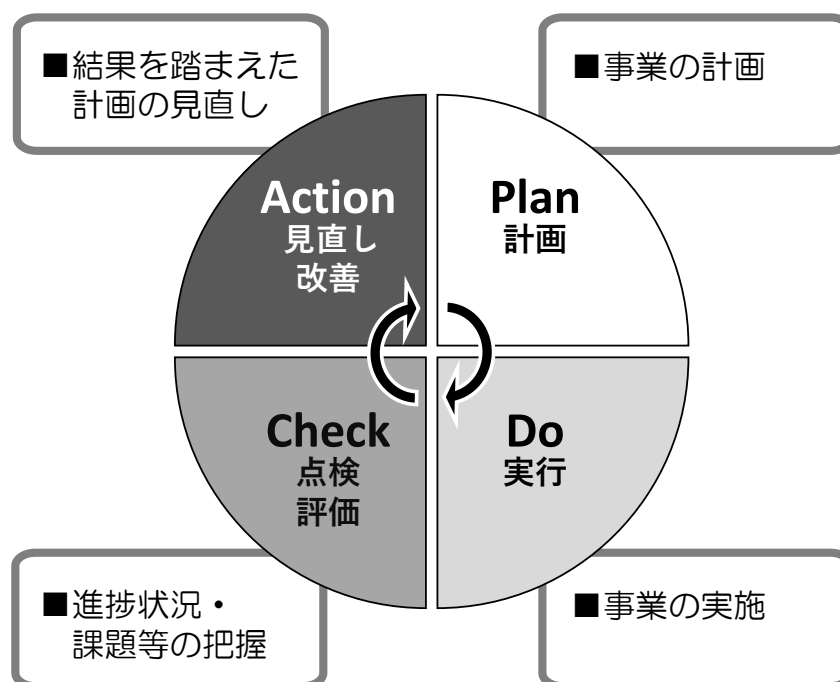 ■結果を踏まえた
計画の見直し
■事業の計画
Action
見直し
改善
Plan
計画
Check
点検
評価
Do
実行
■進捗状況・
課題等の把握
■事業の実施